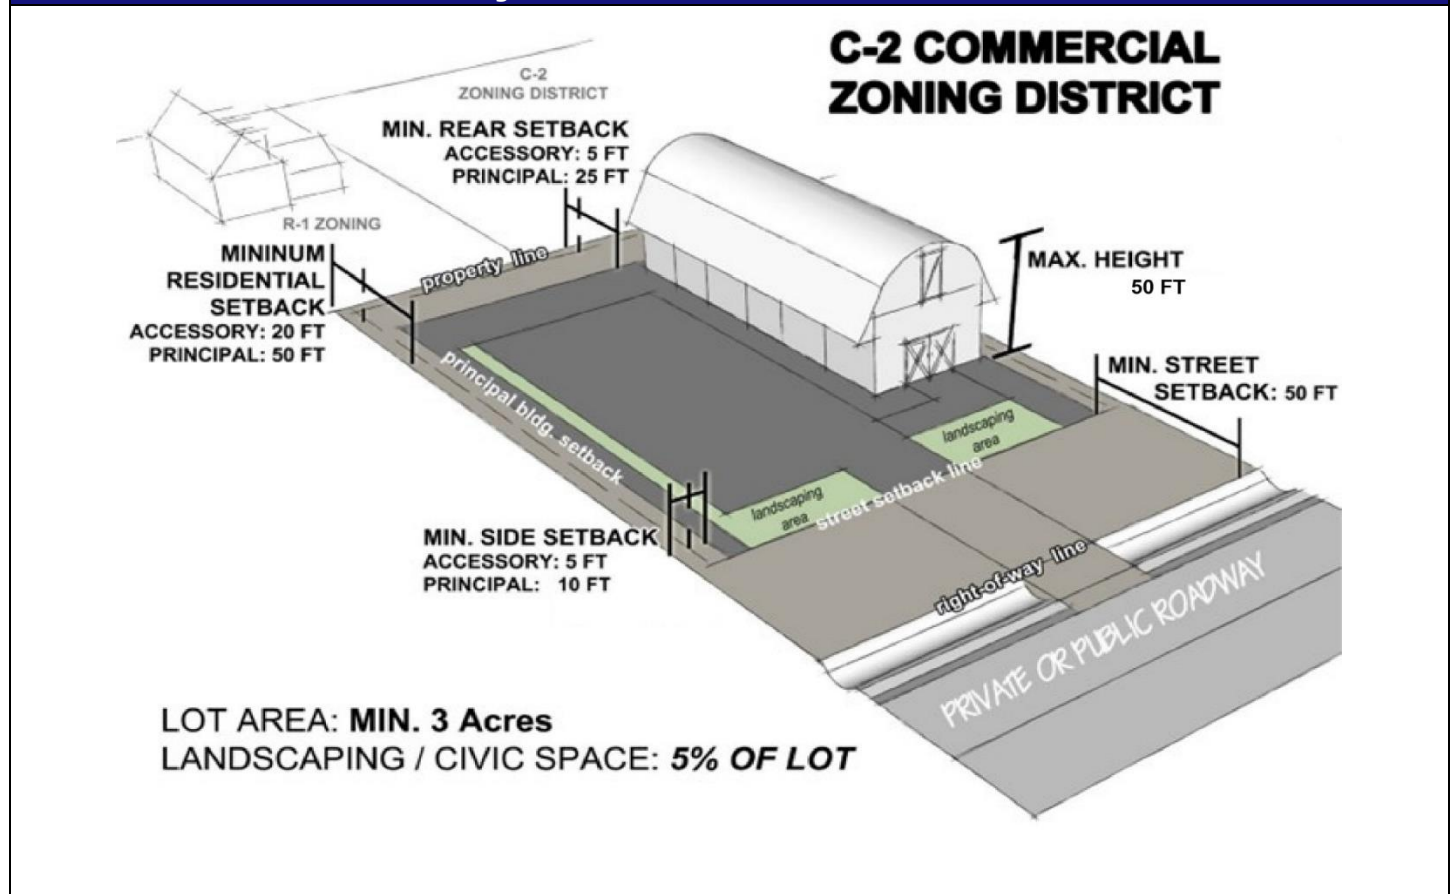 C-2 COMMERCIAL
ZONING DISTRICT
C-2
ZONING DISTRICT
MIN. REAR SETBACK
ACCESSORY: 5 FT
PRINCIPAL: 25 FT
R-1 ZONING
MININUM
RESIDENTIAL
SETBACK
ACCESSORY: 20 FT
PRINCIPAL: 50 FT
property line
MAX. HEIGHT
50 FT
MIN. STREET
SETBACK: 50 FT
principal bldg. setback
landscaping
area
landscaping
area
street setback line
MIN. SIDE SETBACK
ACCESSORY: 5 FT
PRINCIPAL: 10 FT
right-of-way line
PRIVATE OR PUBLIC ROADWAY
LOT AREA: MIN. 3 Acres
LANDSCAPING / CIVIC SPACE: 5% OF LOT